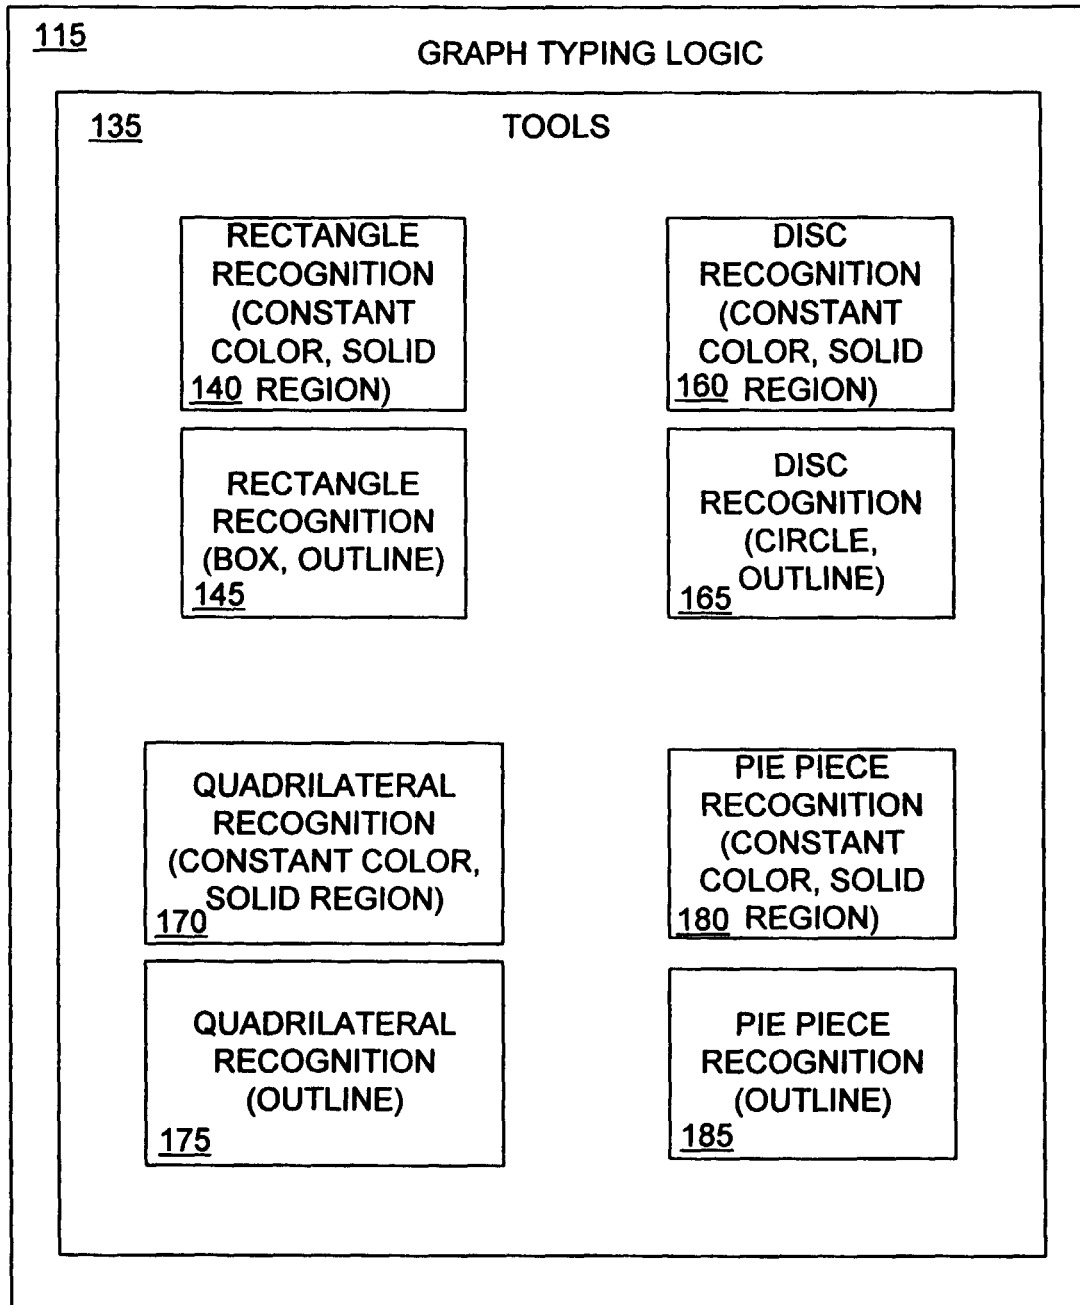 115
GRAPH TYPING LOGIC
135
TOOLS
RECTANGLE
RECOGNITION
(CONSTANT
COLOR, SOLID
140 REGION)
DISC
RECOGNITION
(CONSTANT
COLOR, SOLID
160 REGION)
RECTANGLE
RECOGNITION
(BOX, OUTLINE)
145
DISC
RECOGNITION
(CIRCLE,
OUTLINE)
165
QUADRILATERAL
RECOGNITION
(CONSTANT COLOR,
SOLID REGION)
170
PIE PIECE
RECOGNITION
(CONSTANT
COLOR, SOLID
180 REGION)
QUADRILATERAL
RECOGNITION
(OUTLINE)
175
PIE PIECE
RECOGNITION
(OUTLINE)
185